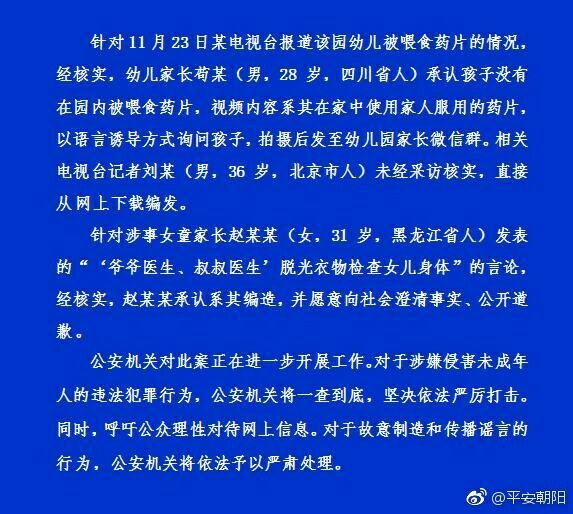 针对11月23日某电视台报道该园幼儿被喂食药片的情况，
经核实，幼儿家长苟某（男，28 岁，四川省人）承认孩子没有
在园内被喂食药片，视频内容系其在家中使用家人服用的药片，
以语言诱导方式询问孩子，拍摄后发至幼儿园家长微信群。相关
电视台记者刘某（男，36 岁，北京市人）未经采访核实，直接
从网上下载编发。
针对涉事女童家长赵某某（女，31 岁，黑龙江省人）发表
的“‘爷爷医生、叔叔医生’脱光衣物检查女儿身体”的言论，
经核实，赵某某承认系其编造，并愿意向社会澄清事实、公开道
歉。
公安机关对此案正在进一步开展工作。对于涉嫌侵害未成年
人的违法犯罪行为，公安机关将一查到底，坚决依法严厉打击。
同时，呼吁公众理性对待网上信息。对于故意制造和传播谣言的
行为，公安机关将依法予以严肃处理。
@平安朝阳